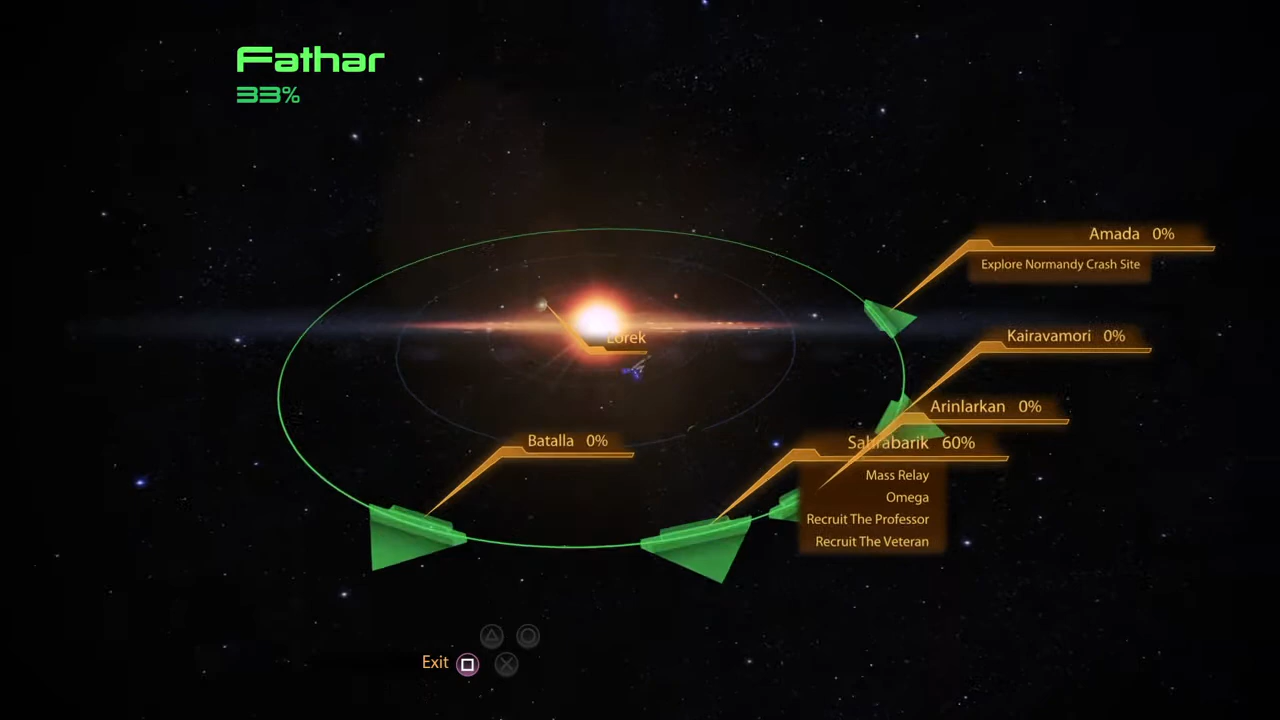 Fathar
33%
Amada 0%
Explore Normandy Crash Site
Lorek
Kairavamori 0%
Arinlarkan 0%
Batalla 0%
Sahrabarik 60%
Mass Relay
Omega
Recruit The Professor
Recruit The Veteran
Exit